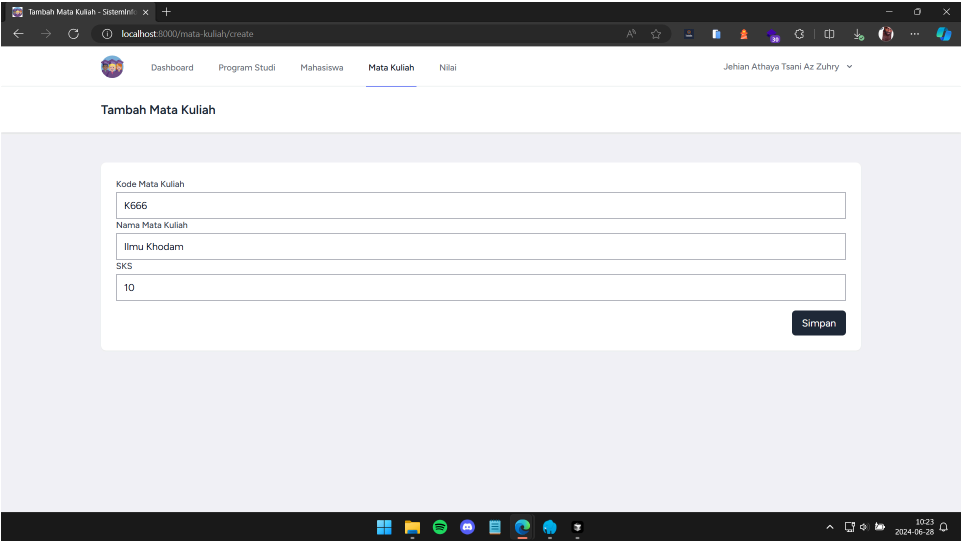 Tambah Mata Kuliah - SistemInfo
localhost:8000/mata-kuliah/create
30
Dashboard
Program Studi
Mahasiswa
Mata Kuliah
Nilai
Jehian Athaya Tsani Az Zuhry
Tambah Mata Kuliah
Kode Mata Kuliah
K666
Nama Mata Kuliah
Ilmu Khodam
SKS
10
Simpan
10:23
2024-06-28